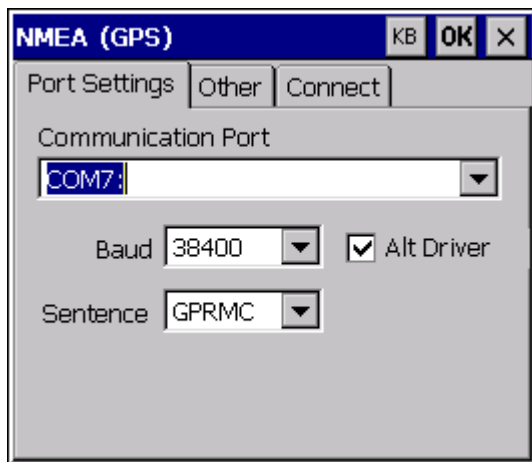 NMEA (GPS) KB OK ×
Port Settings Other Connect
Communication Port
COM7:
Baud 38400 Alt Driver
Sentence GPRMC